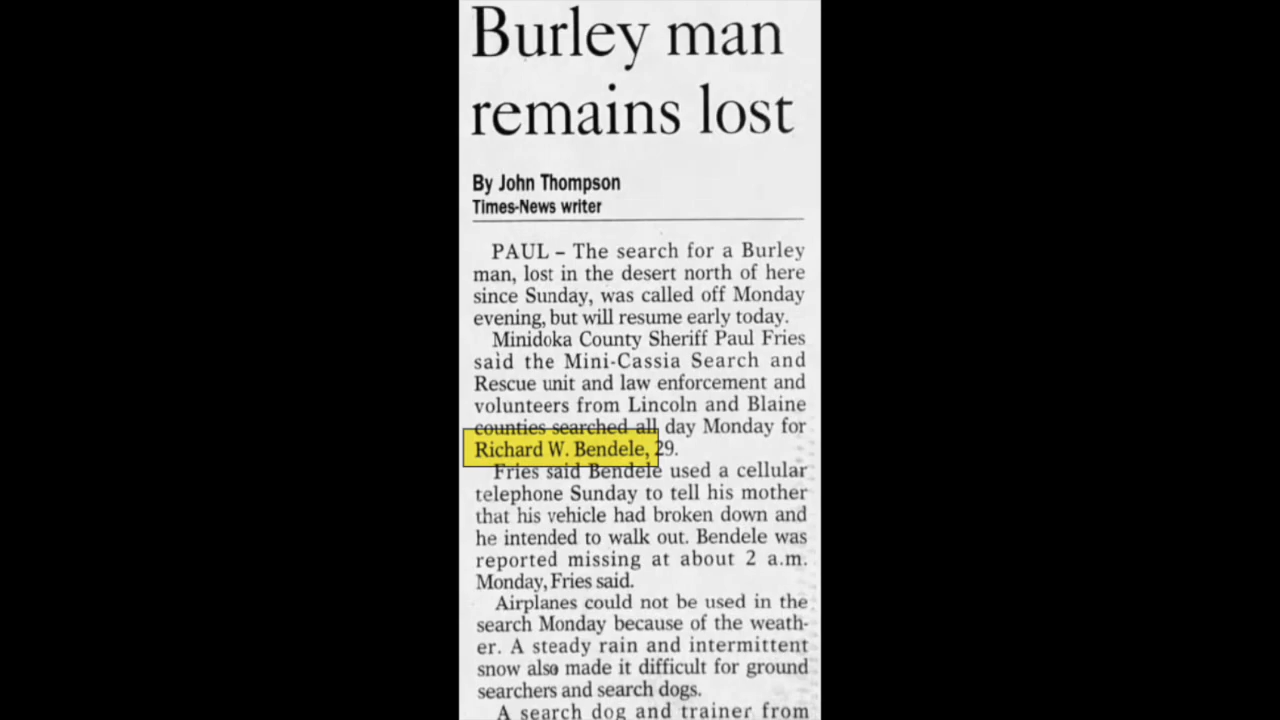 Burley man
remains lost
By John Thompson
Times-News writer
PAUL – The search for a Burley
man, lost in the desert north of here
since Sunday, was called off Monday
evening, but will resume early today.
Minidoka County Sheriff Paul Fries
said the Mini-Cassia Search and
Rescue unit and law enforcement and
volunteers from Lincoln and Blaine
counties searched all day Monday for
Richard W. Bendele, 29.
Fries said Bendele used a cellular
telephone Sunday to tell his mother
that his vehicle had broken down and
he intended to walk out. Bendele was
reported missing at about 2 a.m.
Monday, Fries said.
Airplanes could not be used in the
search Monday because of the weath-
er. A steady rain and intermittent
snow also made it difficult for ground
searchers and search dogs.
A search dog and trainer from